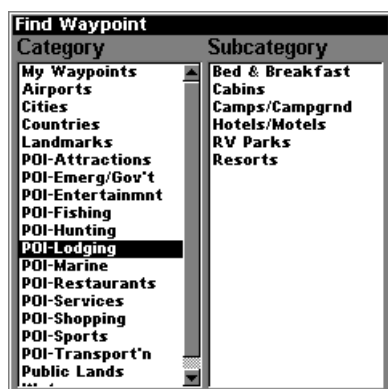 Find Waypoint
Category
Subcategory
My Waypoints
Airports
Cities
Countries
Landmarks
POI-Attractions
POI-Emerg/Gov't
POI-Entertainmnt
POI-Fishing
POI-Hunting
POI-Lodging
POI-Marine
POI-Restaurants
POI-Services
POI-Shopping
POI-Sports
POI-Transport'n
Public Lands
Bed & Breakfast
Cabins
Camps/Campgrnd
Hotels/Motels
RV Parks
Resorts